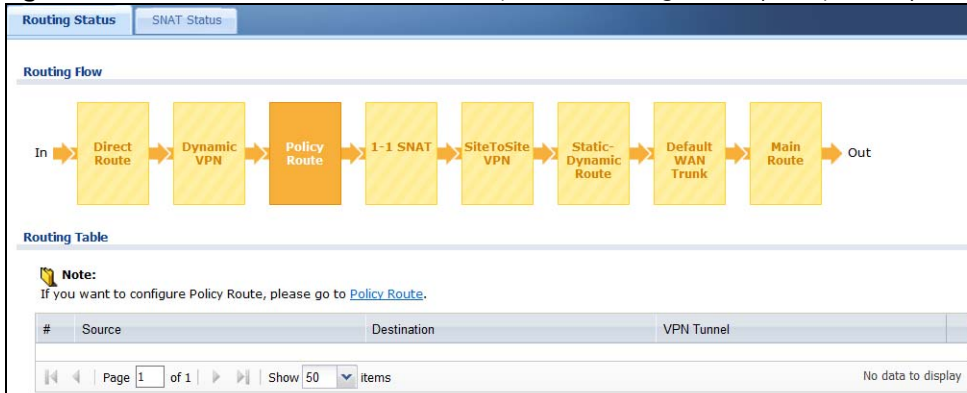 Routing Status
SNAT Status
Routing Flow
In
Direct
Route
Dynamic
VPN
Policy
Route
1-1 SNAT
SiteToSite
VPN
Static-
Dynamic
Route
Default
WAN
Trunk
Main
Route
Out
Routing Table
Note:
If you want to configure Policy Route, please go to Policy Route.
# Source Destination VPN Tunnel
Page 1 of 1 Show 50 items No data to display